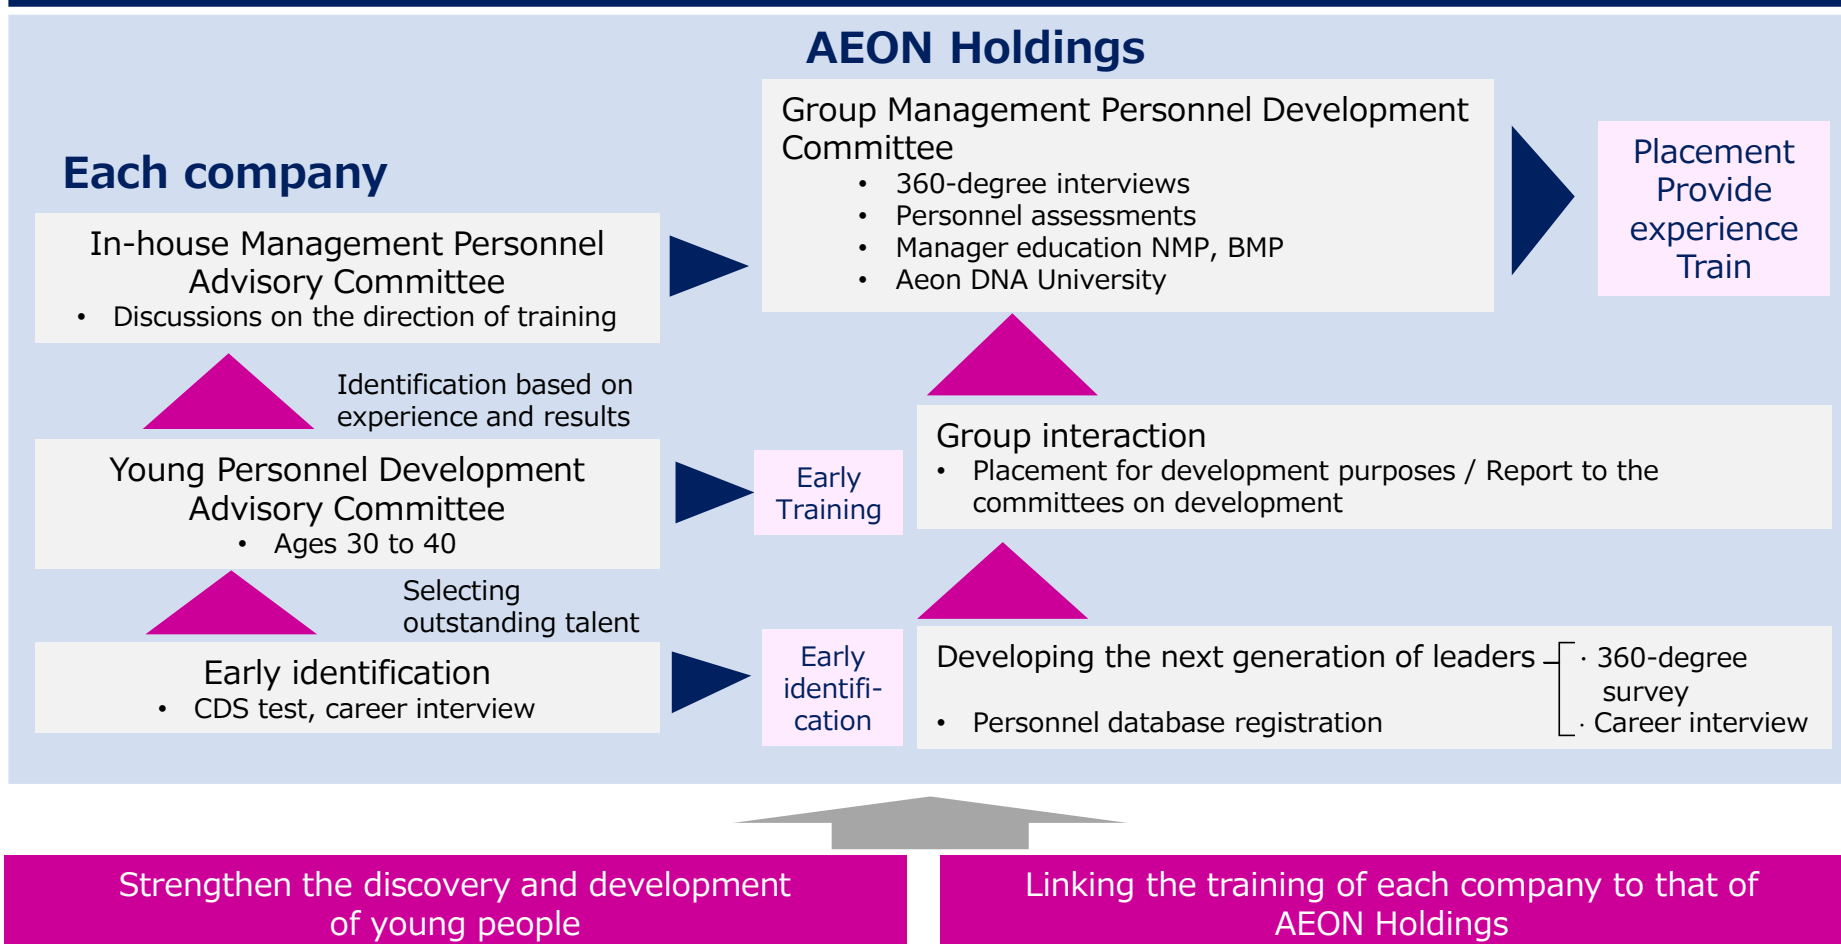 AEON Holdings
Each company
In-house Management Personnel
Advisory Committee
• Discussions on the direction of training
Identification based on
experience and results
Young Personnel Development
Advisory Committee
• Ages 30 to 40
Selecting
outstanding talent
Early identification
• CDS test, career interview
Group Management Personnel Development
Committee
• 360-degree interviews
• Personnel assessments
• Manager education NMP, BMP
• Aeon DNA University
Placement
Provide
experience
Train
Early
Training
Group interaction
• Placement for development purposes / Report to the
committees on development
Early
identifi-
cation
Developing the next generation of leaders
• Personnel database registration
· 360-degree
survey
· Career interview
Strengthen the discovery and development
of young people
Linking the training of each company to that of
AEON Holdings